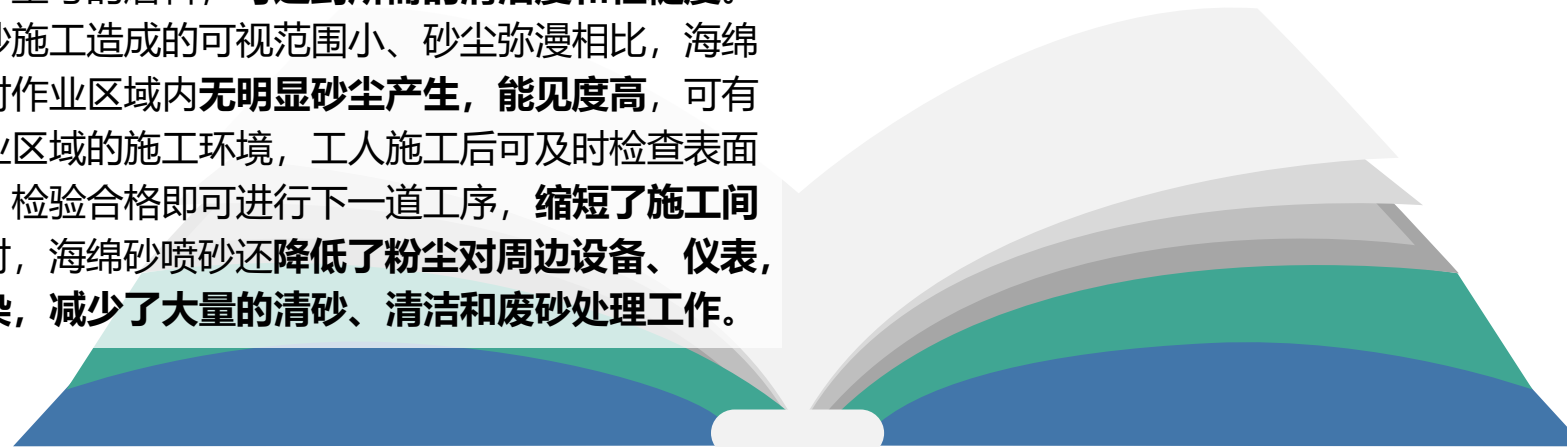 砂施工造成的可视范围小、砂尘弥漫相比，海绵
时作业区域内无明显砂尘产生，能见度高，可有
业区域的施工环境，工人施工后可及时检查表面
检验合格即可进行下一道工序，缩短了施工间
时，海绵砂喷砂还降低了粉尘对周边设备、仪表，
染，减少了大量的清砂、清洁和废砂处理工作。